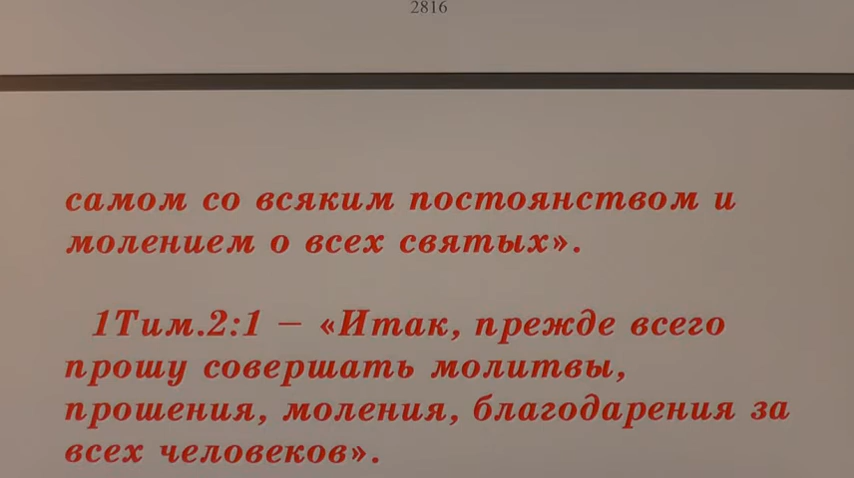 2816
самом со всяким постоянством и
молением о всех святых».
1Тим.2:1 – «Итак, прежде всего
прошу совершать молитвы,
прошения, моления, благодарения за
всех человеков».